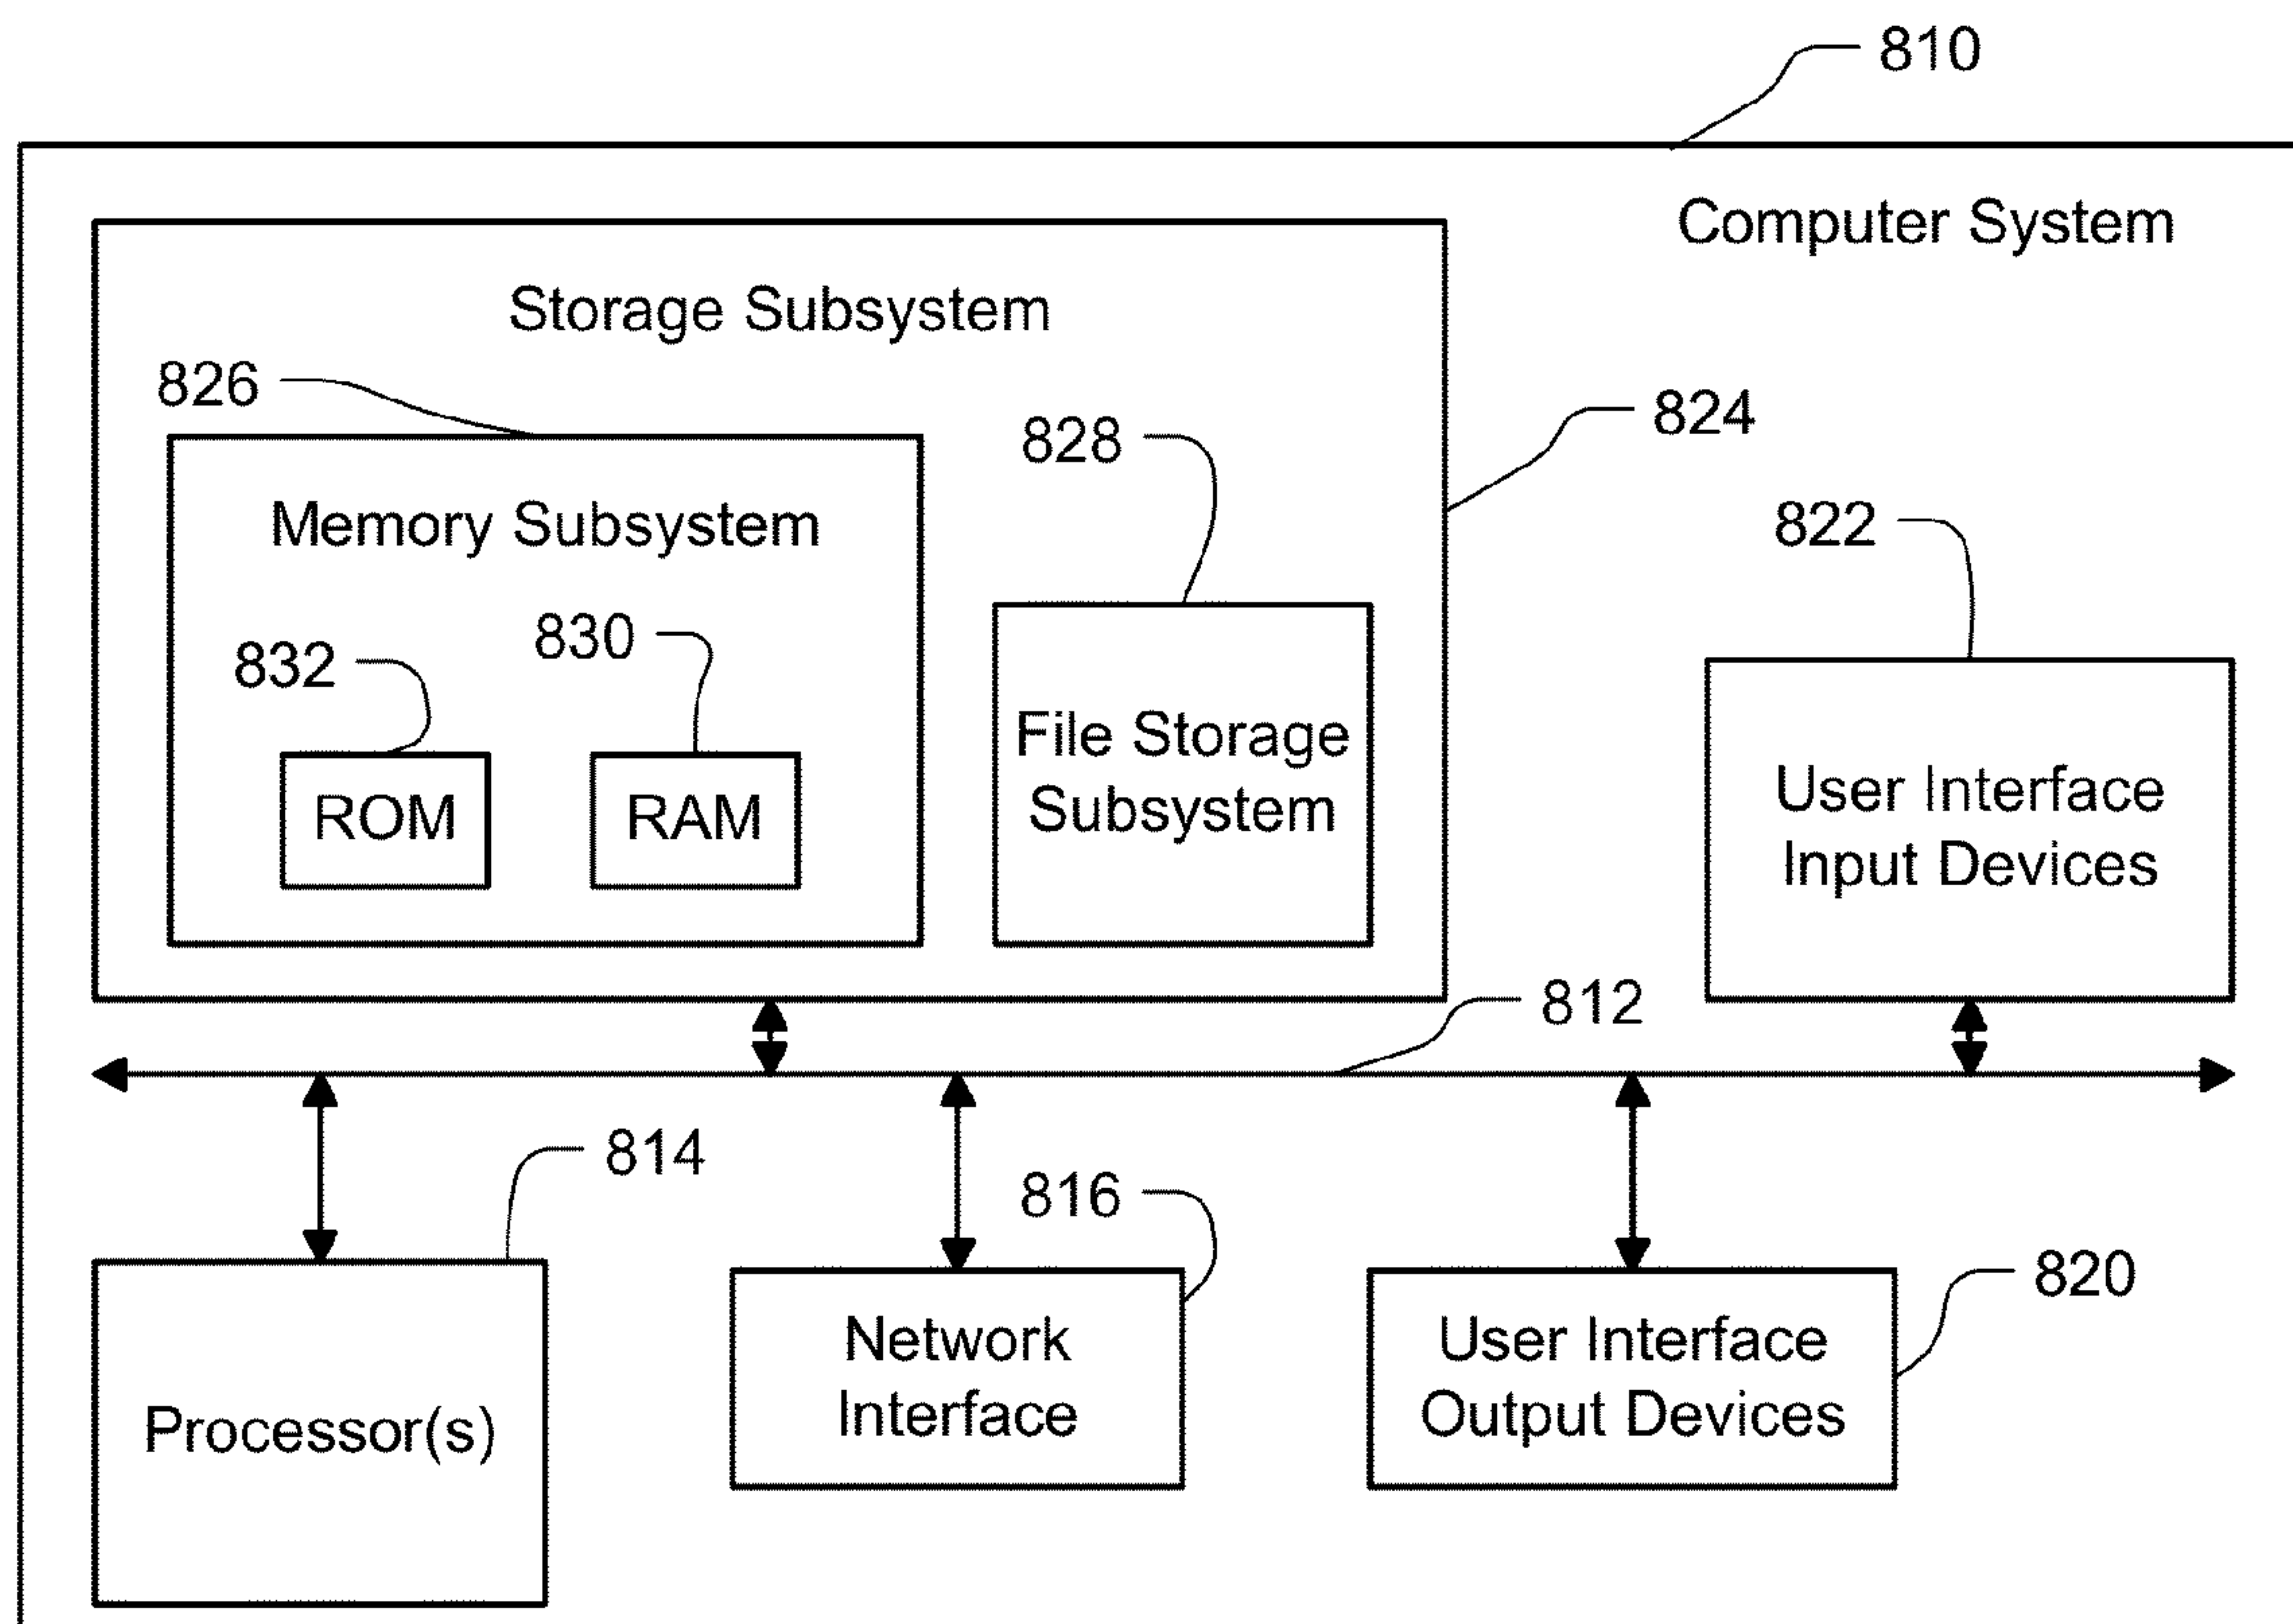 810
Computer System
Storage Subsystem
826
824
828
Memory Subsystem
822
832
830
ROM
RAM
File Storage
Subsystem
User Interface
Input Devices
812
814
816
820
Processor(s)
Network
Interface
User Interface
Output Devices